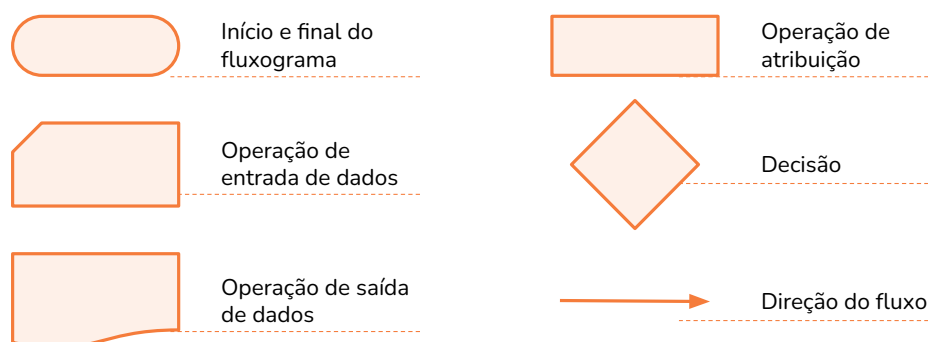 Início e final do
fluxograma
Operação de
entrada de dados
Operação de saída
de dados
Operação de
atribuição
Decisão
Direção do fluxo